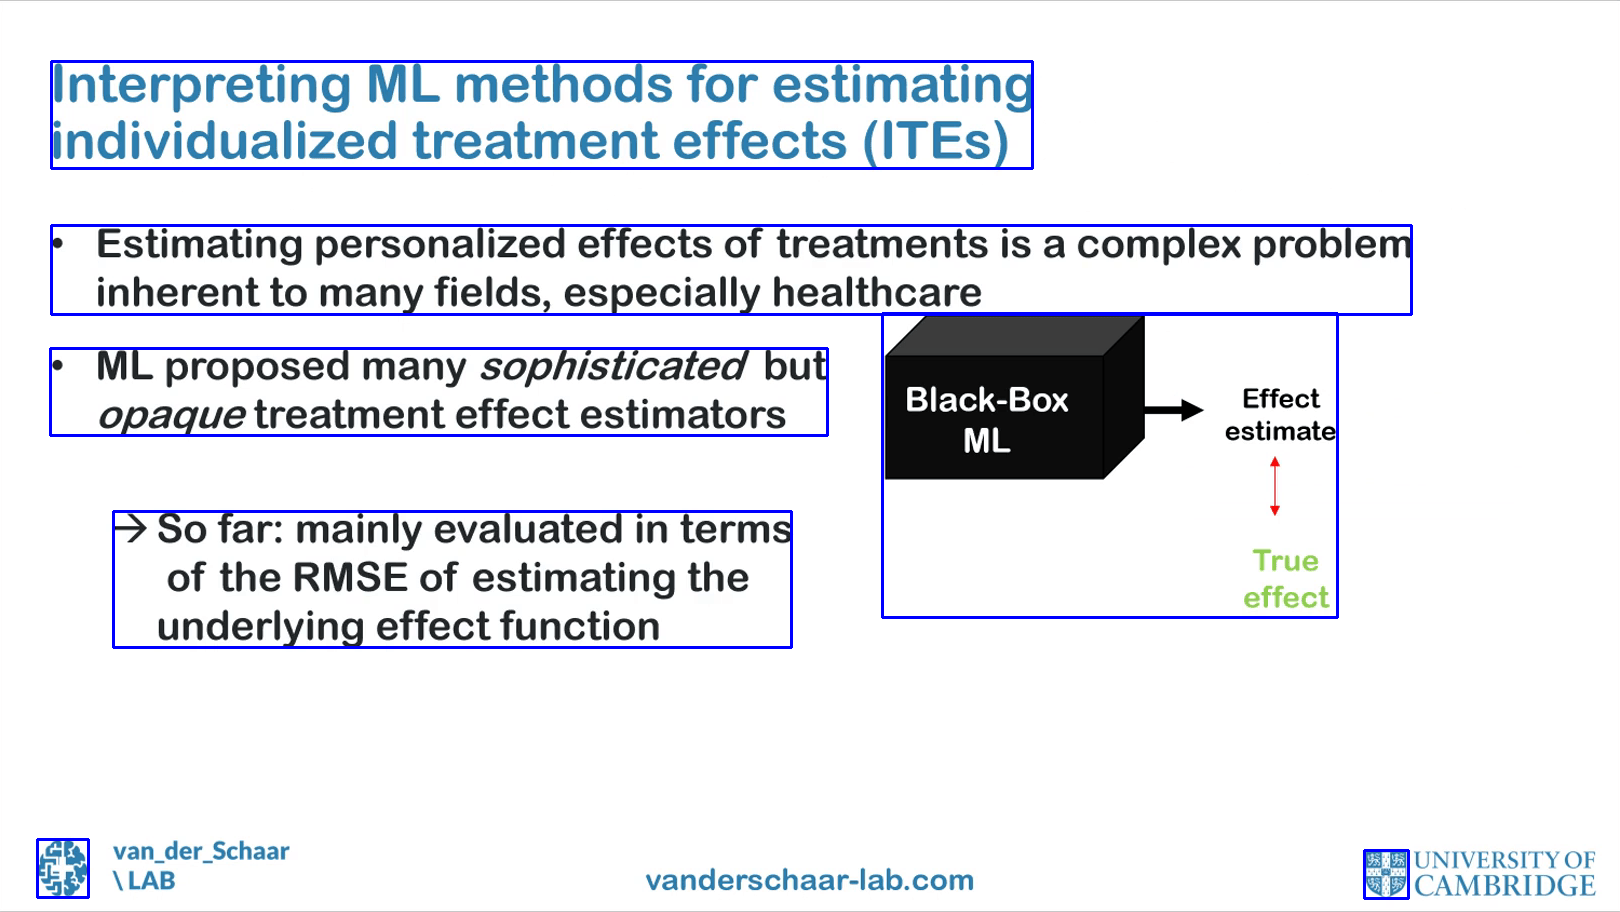 Interpreting ML methods for estimating
individualized treatment effects (ITEs)
• Estimating personalized effects of treatments is a complex problem
inherent to many fields, especially healthcare
• ML proposed many sophisticated but
opaque treatment effect estimators
→ So far: mainly evaluated in terms
of the RMSE of estimating the
underlying effect function
Black-Box
ML
Effect
estimate
True
effect
van_der_Schaar
\ LAB
vanderschaar-lab.com
UNIVERSITY OF
CAMBRIDGE